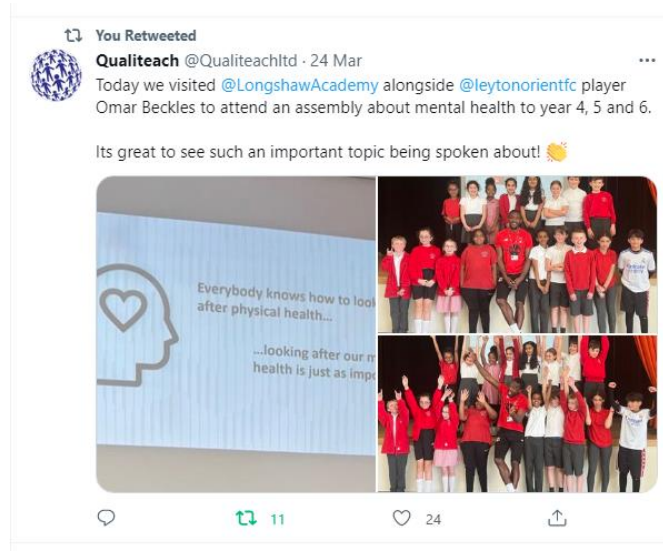 You Retweeted
Qualiteach @Qualiteachltd · 24 Mar
Today we visited @LongshawAcademy alongside @leytonorientfc player
Omar Beckles to attend an assembly about mental health to year 4, 5 and 6.
Its great to see such an important topic being spoken about! 👏
Everybody knows how to look
after physical health...
...looking after our m
health is just as impo
11
24